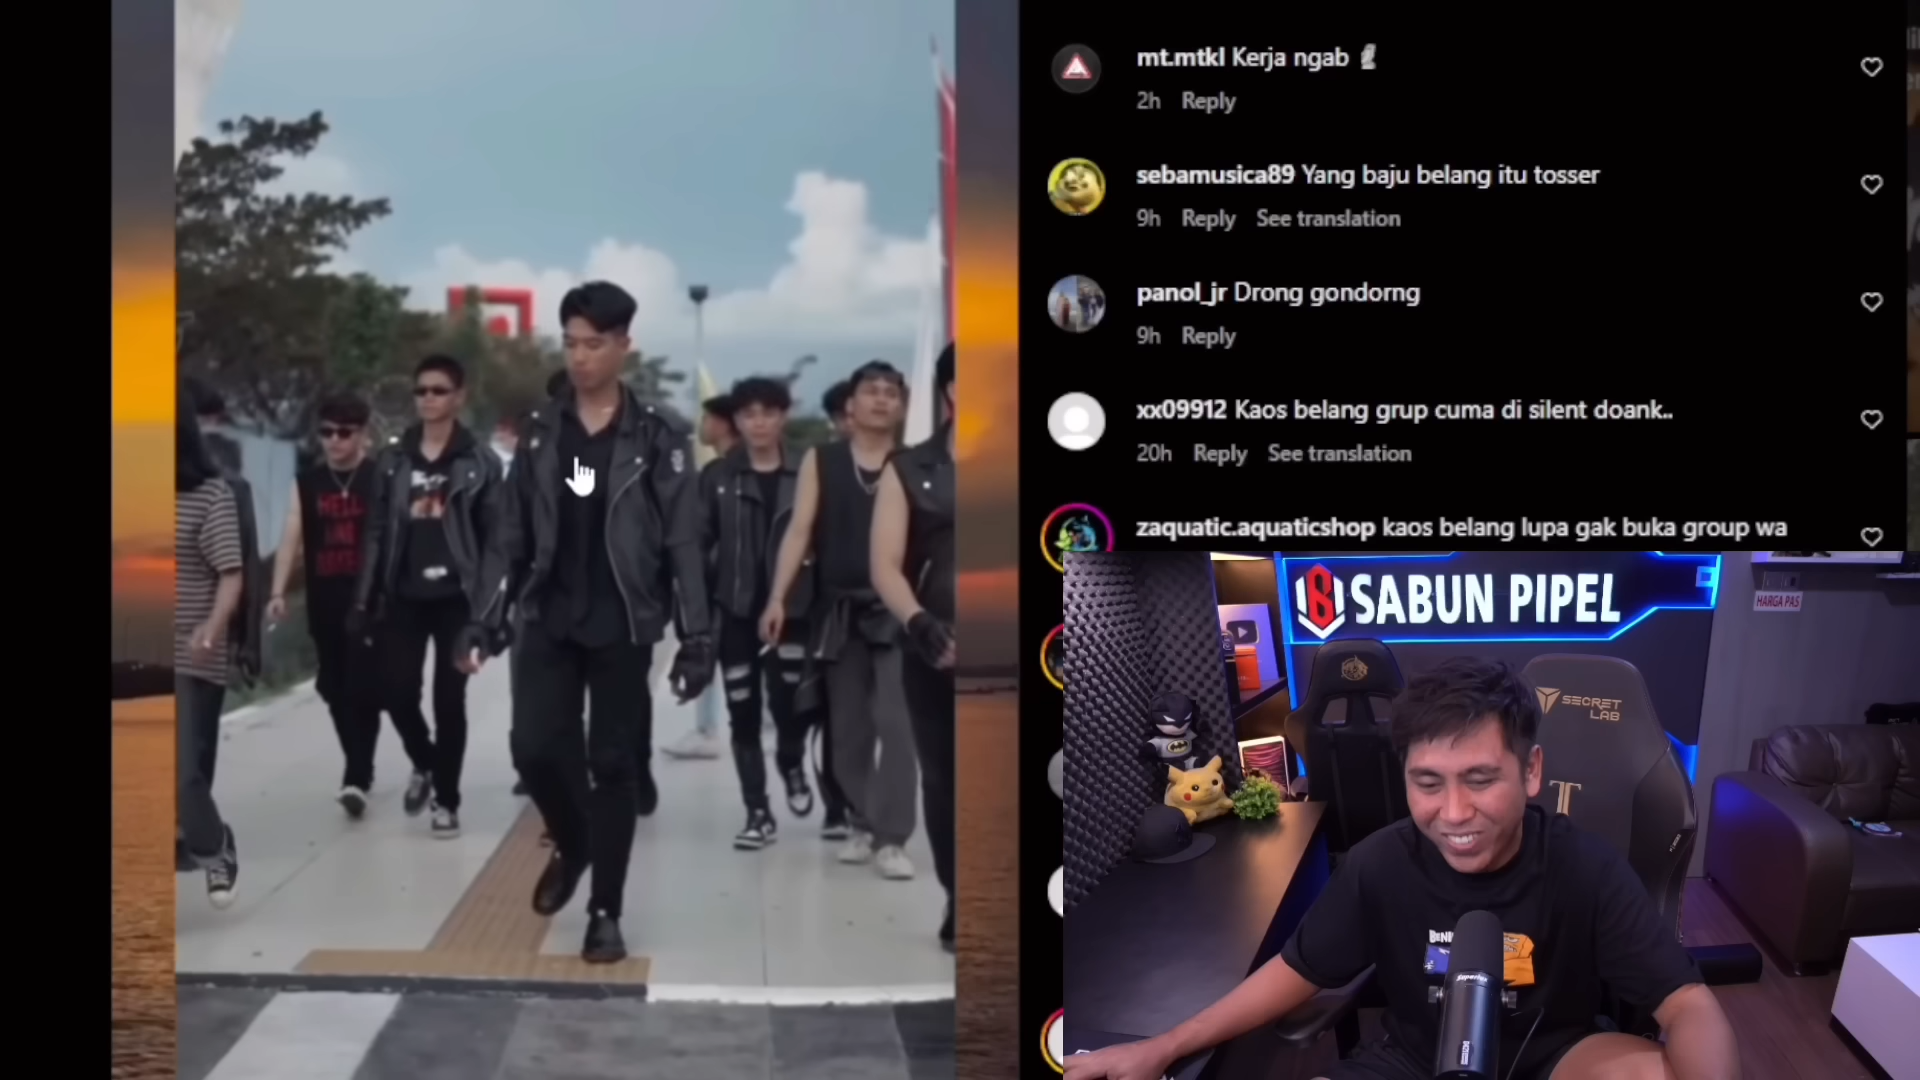 mt.mtkl Kerja ngab
2h Reply
sebamusica89 Yang baju belang itu tosser
9h Reply See translation
panol_jr Drong gondorng
9h Reply
xx09912 Kaos belang grup cuma di silent doank..
20h Reply See translation
zaquatic.aquaticshop kaos belang lupa gak buka group wa
SABUN PIPEL
HARGA PAS
SECRET
LAB
Superlux